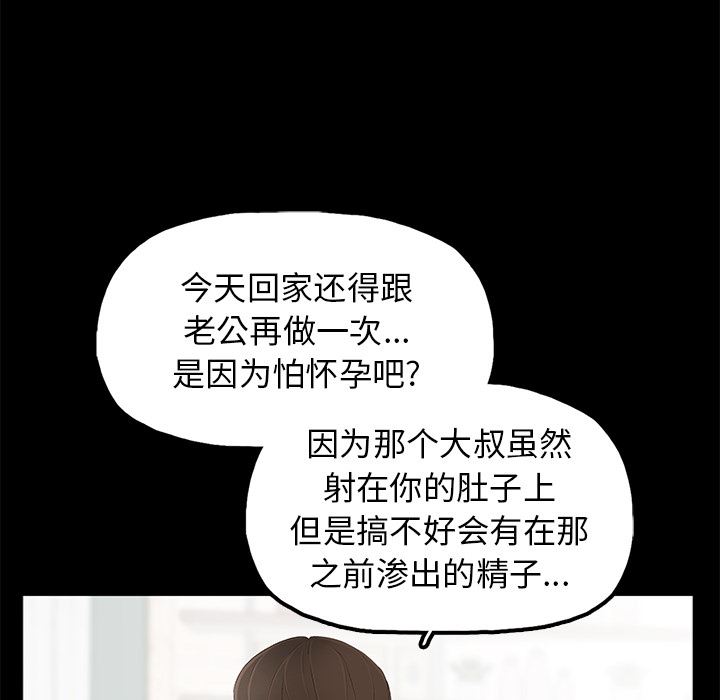 今天回家还得跟
老公再做一次...
是因为怕怀孕吧?
因为那个大叔虽然
射在你的肚子上
但是搞不好会有在那
之前渗出的精子...